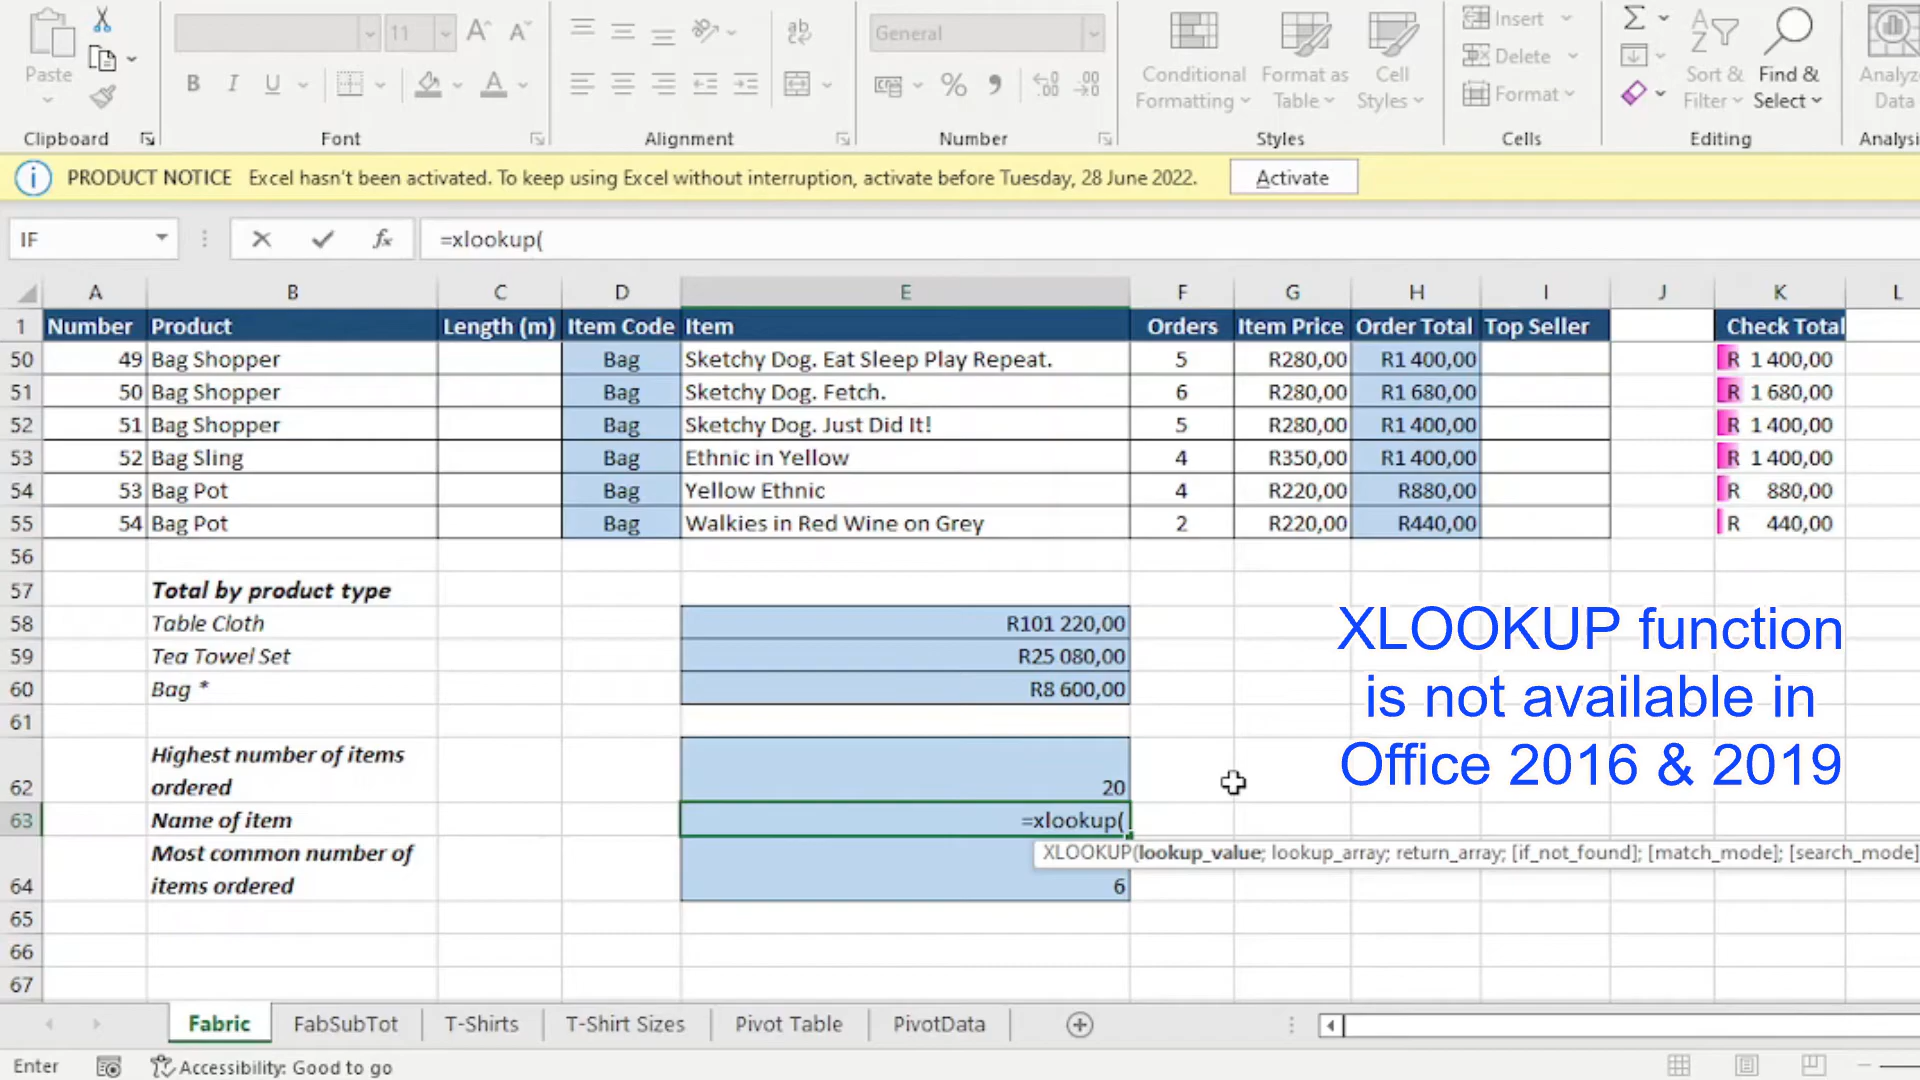 11
General
Insert
Delete
Format
Paste
B I U
A
%
Conditional Formatting
Format as Table
Cell Styles
Sort & Filter
Find & Select
Analyze Data
Clipboard
Font
Alignment
Number
Styles
Cells
Editing
Analysis
PRODUCT NOTICE Excel hasn't been activated. To keep using Excel without interruption, activate before Tuesday, 28 June 2022. Activate
IF fx =xlookup(
A B C D E F G H I J K L
1 Number Product Length (m) Item Code Item Orders Item Price Order Total Top Seller Check Total
50 49 Bag Shopper Bag Sketchy Dog. Eat Sleep Play Repeat. 5 R280,00 R1 400,00 R 1 400,00
51 50 Bag Shopper Bag Sketchy Dog. Fetch. 6 R280,00 R1 680,00 R 1 680,00
52 51 Bag Shopper Bag Sketchy Dog. Just Did It! 5 R280,00 R1 400,00 R 1 400,00
53 52 Bag Sling Bag Ethnic in Yellow 4 R350,00 R1 400,00 R 1 400,00
54 53 Bag Pot Bag Yellow Ethnic 4 R220,00 R880,00 R 880,00
55 54 Bag Pot Bag Walkies in Red Wine on Grey 2 R220,00 R440,00 R 440,00
56
57 Total by product type
58 Table Cloth R101 220,00
59 Tea Towel Set R25 080,00
60 Bag * R8 600,00
61
XLOOKUP function
is not available in
Office 2016 & 2019
Highest number of items
62 ordered 20
63 Name of item =xlookup(
XLOOKUP(lookup_value; lookup_array; return_array; [if_not_found]; [match_mode]; [search_mode]
Most common number of
64 items ordered 6
65
66
67
Fabric FabSubTot T-Shirts T-Shirt Sizes Pivot Table PivotData
Enter Accessibility: Good to go